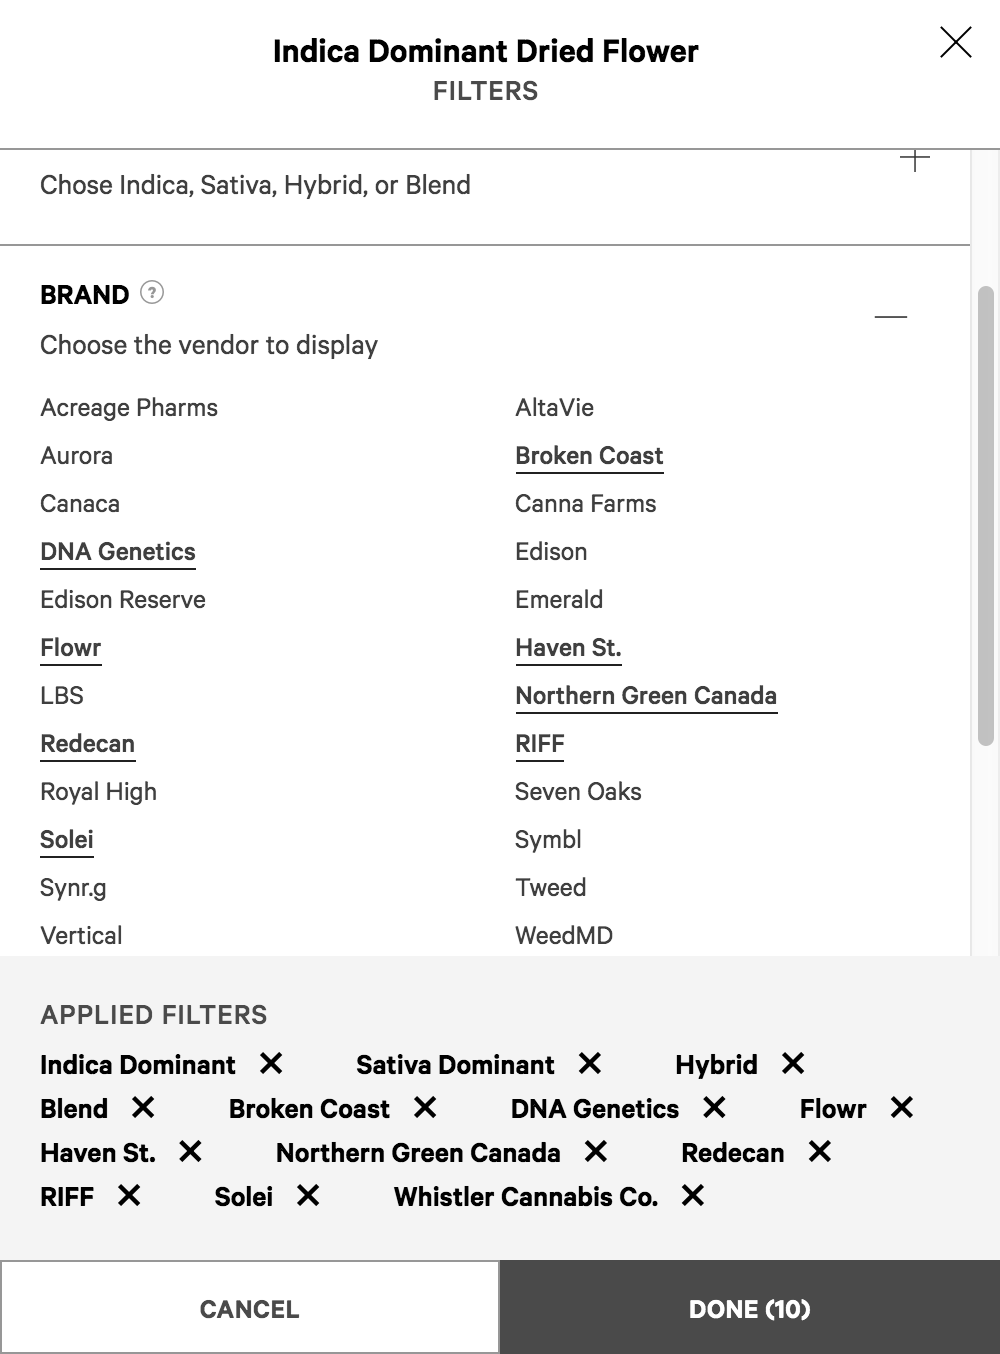 Indica Dominant Dried Flower
FILTERS
Chose Indica, Sativa, Hybrid, or Blend
BRAND ?
Choose the vendor to display
Acreage Pharms AltaVie
Aurora Broken Coast
Canaca Canna Farms
DNA Genetics Edison
Edison Reserve Emerald
Flowr Haven St.
LBS Northern Green Canada
Redecan RIFF
Royal High Seven Oaks
Solei Symbl
Synr.g Tweed
Vertical WeedMD
APPLIED FILTERS
Indica Dominant ✕ Sativa Dominant ✕ Hybrid ✕
Blend ✕ Broken Coast ✕ DNA Genetics ✕ Flowr ✕
Haven St. ✕ Northern Green Canada ✕ Redecan ✕
RIFF ✕ Solei ✕ Whistler Cannabis Co. ✕
CANCEL DONE (10)